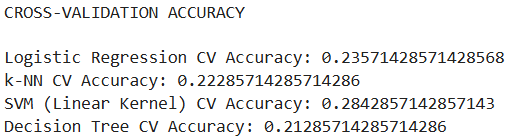 CROSS-VALIDATION ACCURACY
Logistic Regression CV Accuracy: 0.23571428571428568
k-NN CV Accuracy: 0.22285714285714286
SVM (Linear Kernel) CV Accuracy: 0.2842857142857143
Decision Tree CV Accuracy: 0.21285714285714286